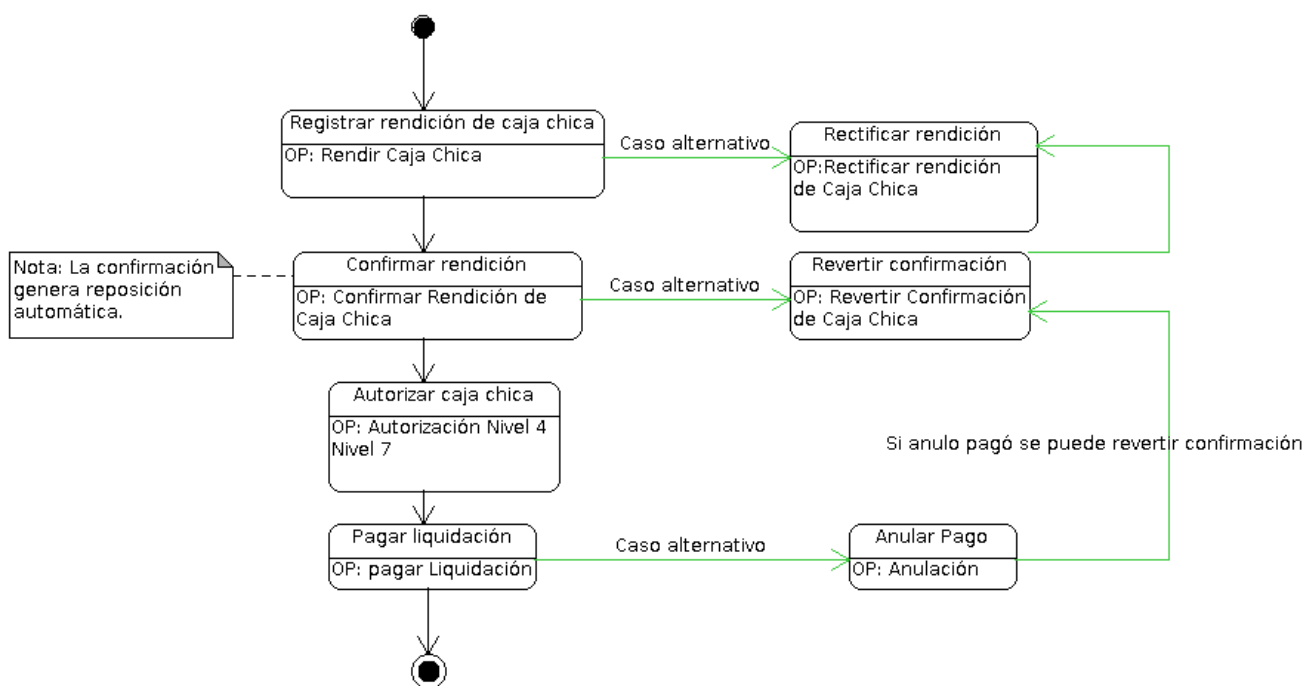 Registrar rendición de caja chica
OP: Rendir Caja Chica
Caso alternativo
Rectificar rendición
OP:Rectificar rendición
de Caja Chica
Nota: La confirmación
genera reposición
automática.
Confirmar rendición
OP: Confirmar Rendición de
Caja Chica
Caso alternativo
Revertir confirmación
OP: Revertir Confirmación
de Caja Chica
Autorizar caja chica
OP: Autorización Nivel 4
Nivel 7
Si anulo pagó se puede revertir confirmación
Pagar liquidación
OP: pagar Liquidación
Caso alternativo
Anular Pago
OP: Anulación